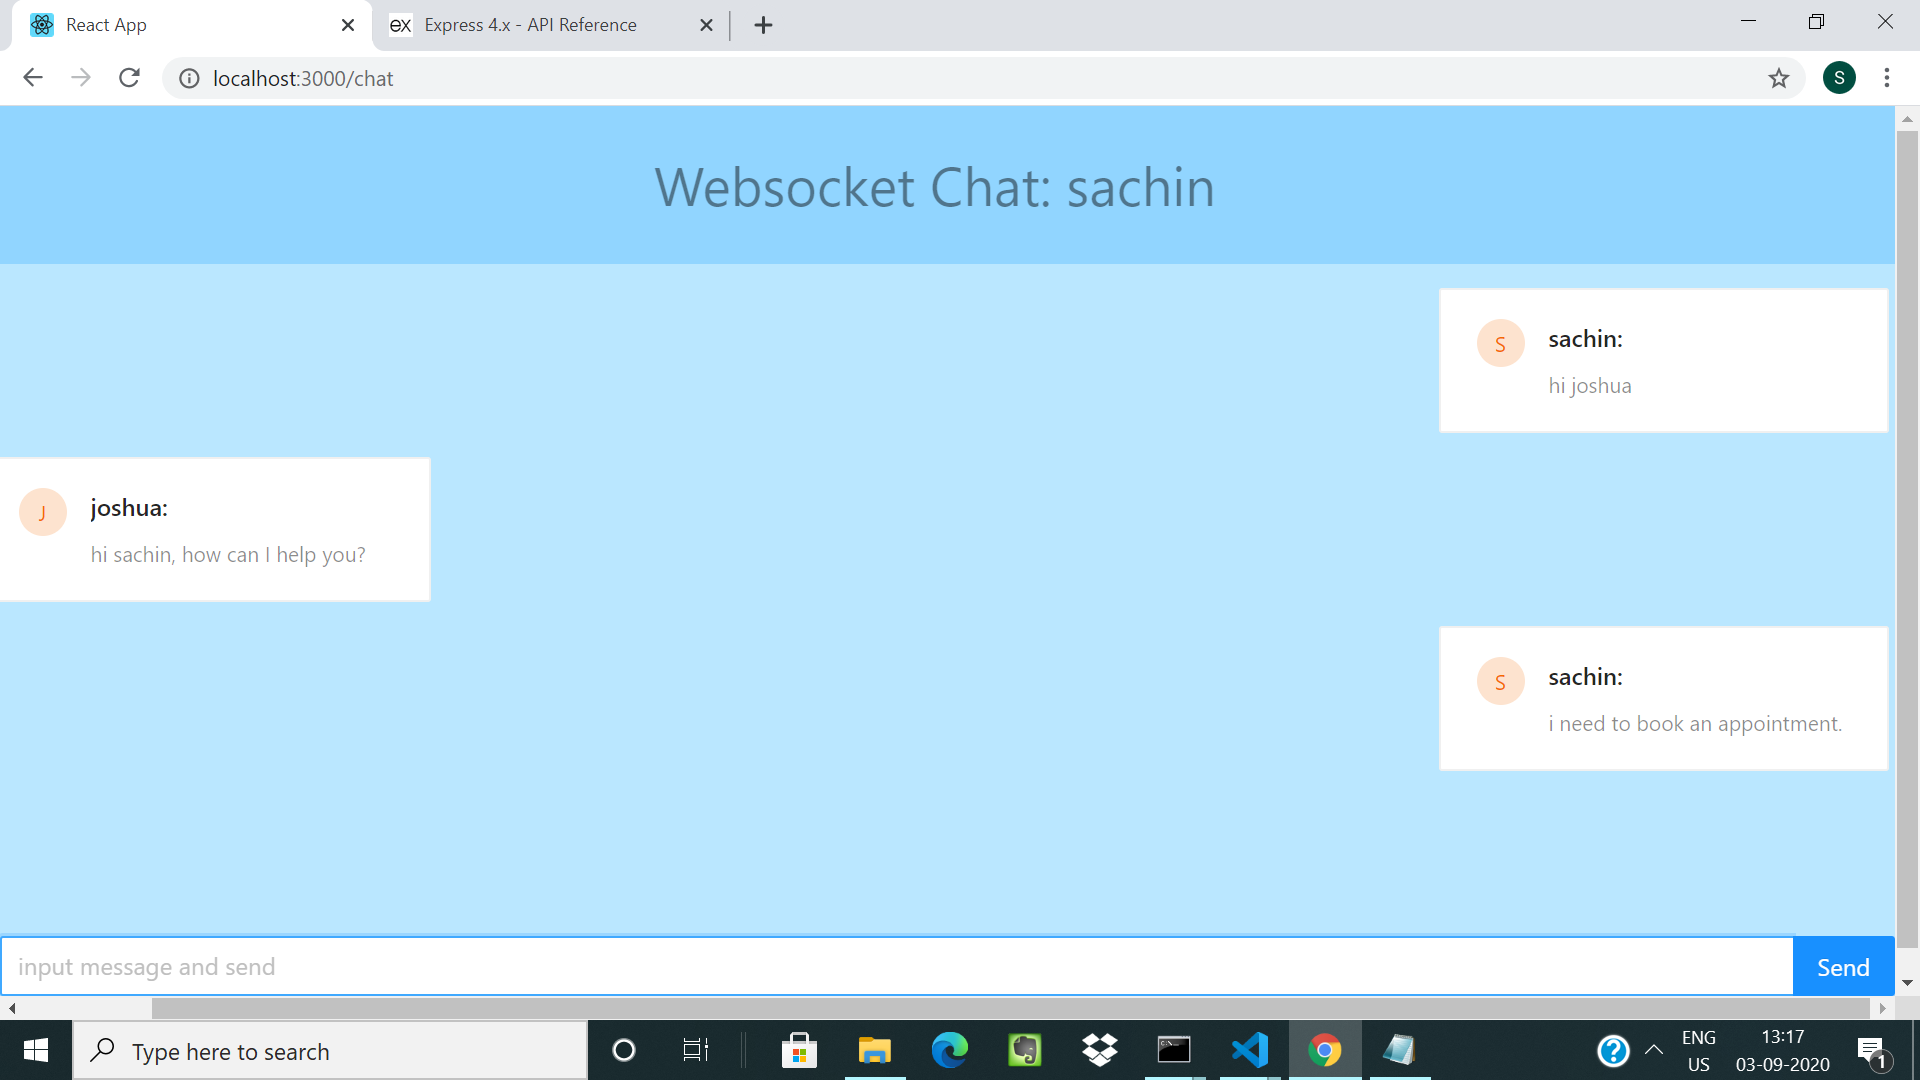 React App
ex Express 4.x - API Reference
localhost:3000/chat
S
Websocket Chat: sachin
S
sachin:
hi joshua
J
joshua:
hi sachin, how can I help you?
S
sachin:
i need to book an appointment.
input message and send
Send
Type here to search
ENG
US
13:17
03-09-2020
1